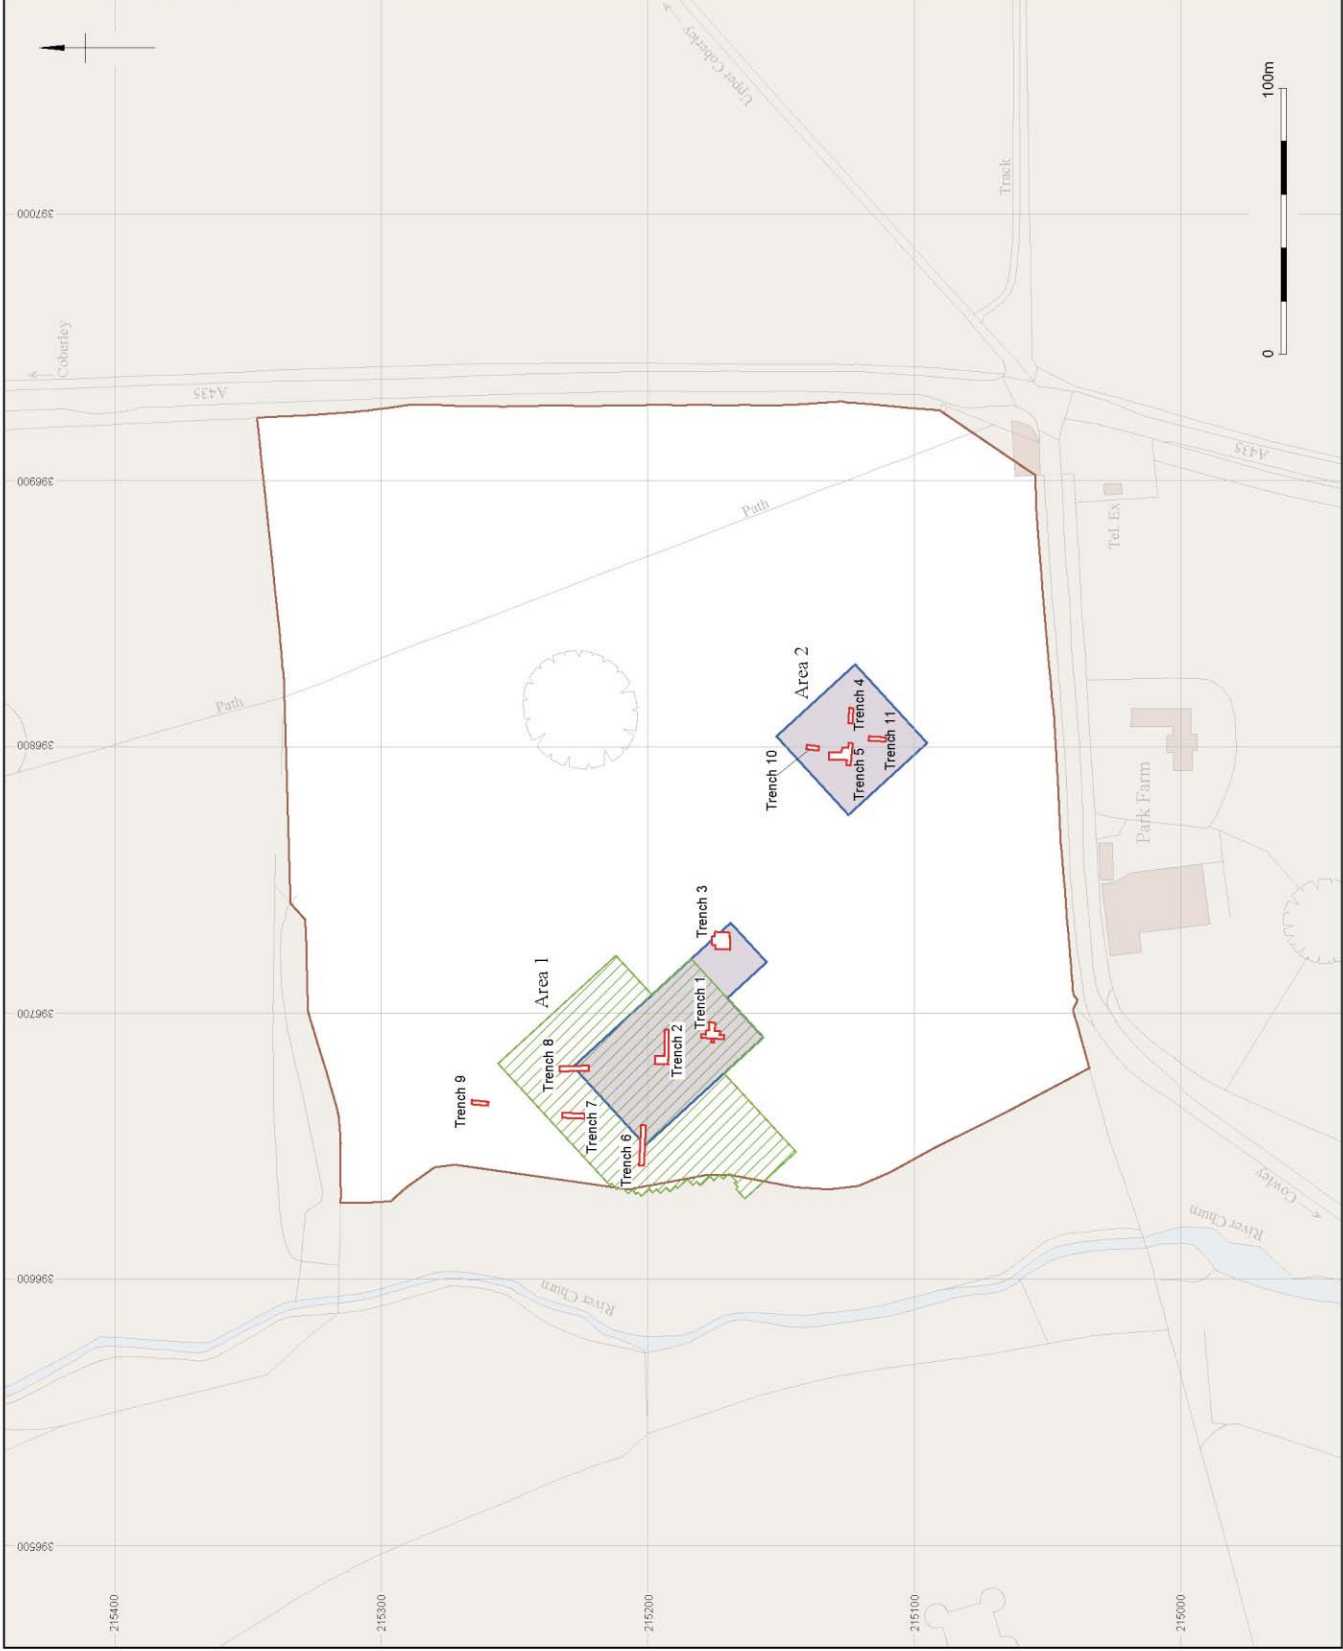 Upper Coberley
100m
Track
397000
0
Coberley
A435
A435
396900
Path
Tel. Ex
Path
Area 2
Trench 4
Trench 10
Trench 5
Trench 11
396800
Park Farm
Trench 3
Area 1
Trench 1
396700
Trench 2
Trench 8
Trench 9
Trench 7
Trench 6
Cowley
River Churn
River Churn
396600
396500
215400
215300
215200
215100
215000